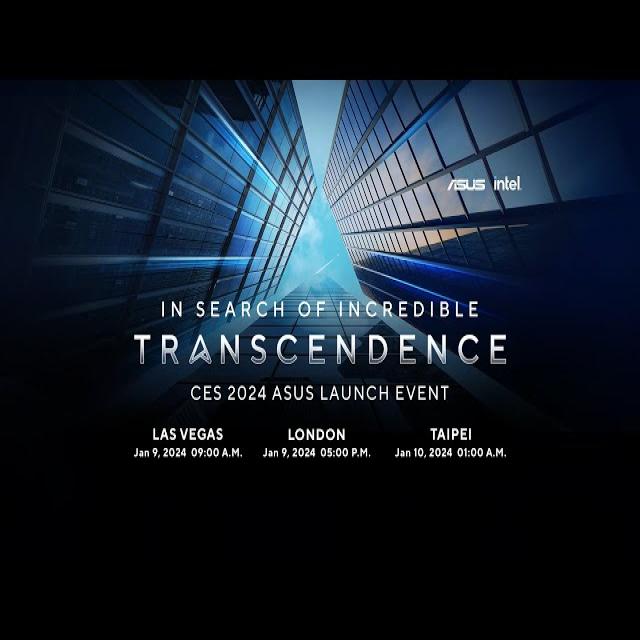 ASUS intel
IN SEARCH OF INCREDIBLE
TRANSCENDENCE
CES 2024 ASUS LAUNCH EVENT
LAS VEGAS LONDON TAIPEI
Jan 9, 2024 09:00 A.M. Jan 9, 2024 05:00 P.M. Jan 10, 2024 01:00 A.M.